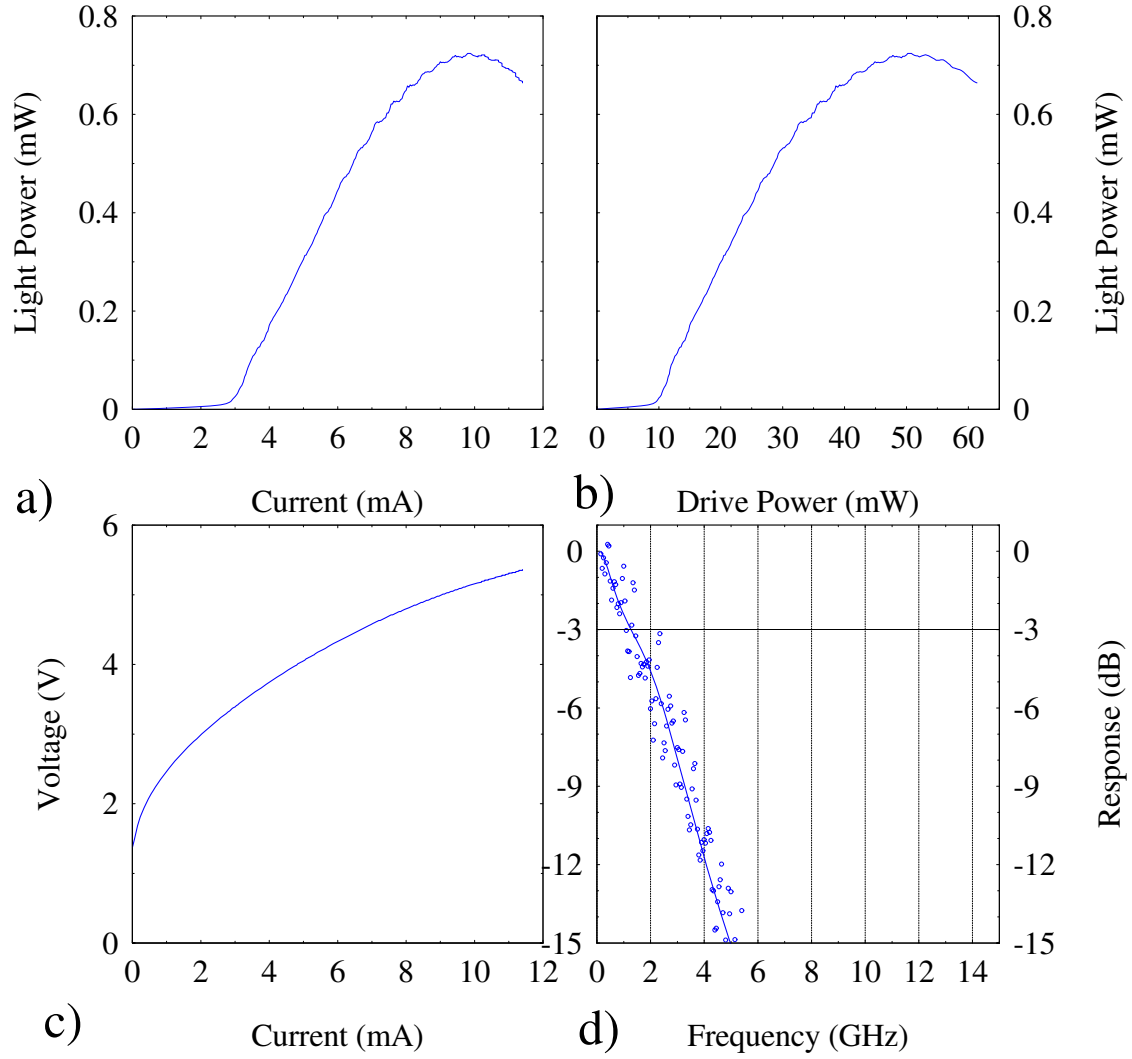 0.8
0.6
0.4
0.2
0
Light Power (mW)
0 2 4 6 8 10 12
Current (mA)
a)
0.8
0.6
0.4
0.2
0
Light Power (mW)
0 10 20 30 40 50 60
Drive Power (mW)
b)
6
4
2
0
Voltage (V)
0 2 4 6 8 10 12
Current (mA)
c)
0
-3
-6
-9
-12
-15
0
-3
-6
-9
-12
-15
Response (dB)
0 2 4 6 8 10 12 14
Frequency (GHz)
d)